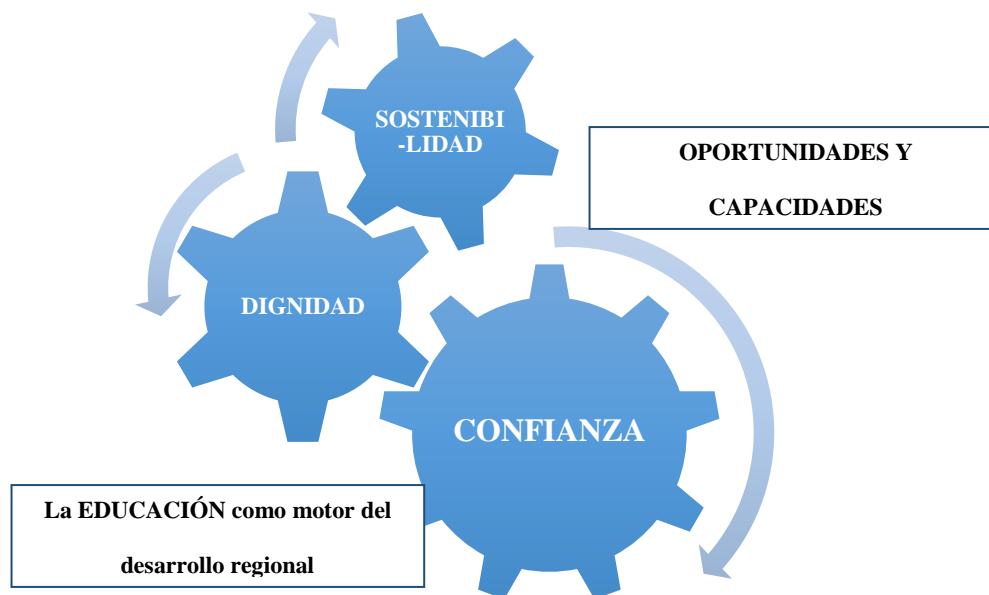 SOSTENIBI
-LIDAD
OPORTUNIDADES Y
CAPACIDADES
DIGNIDAD
CONFIANZA
La EDUCACIÓN como motor del
desarrollo regional